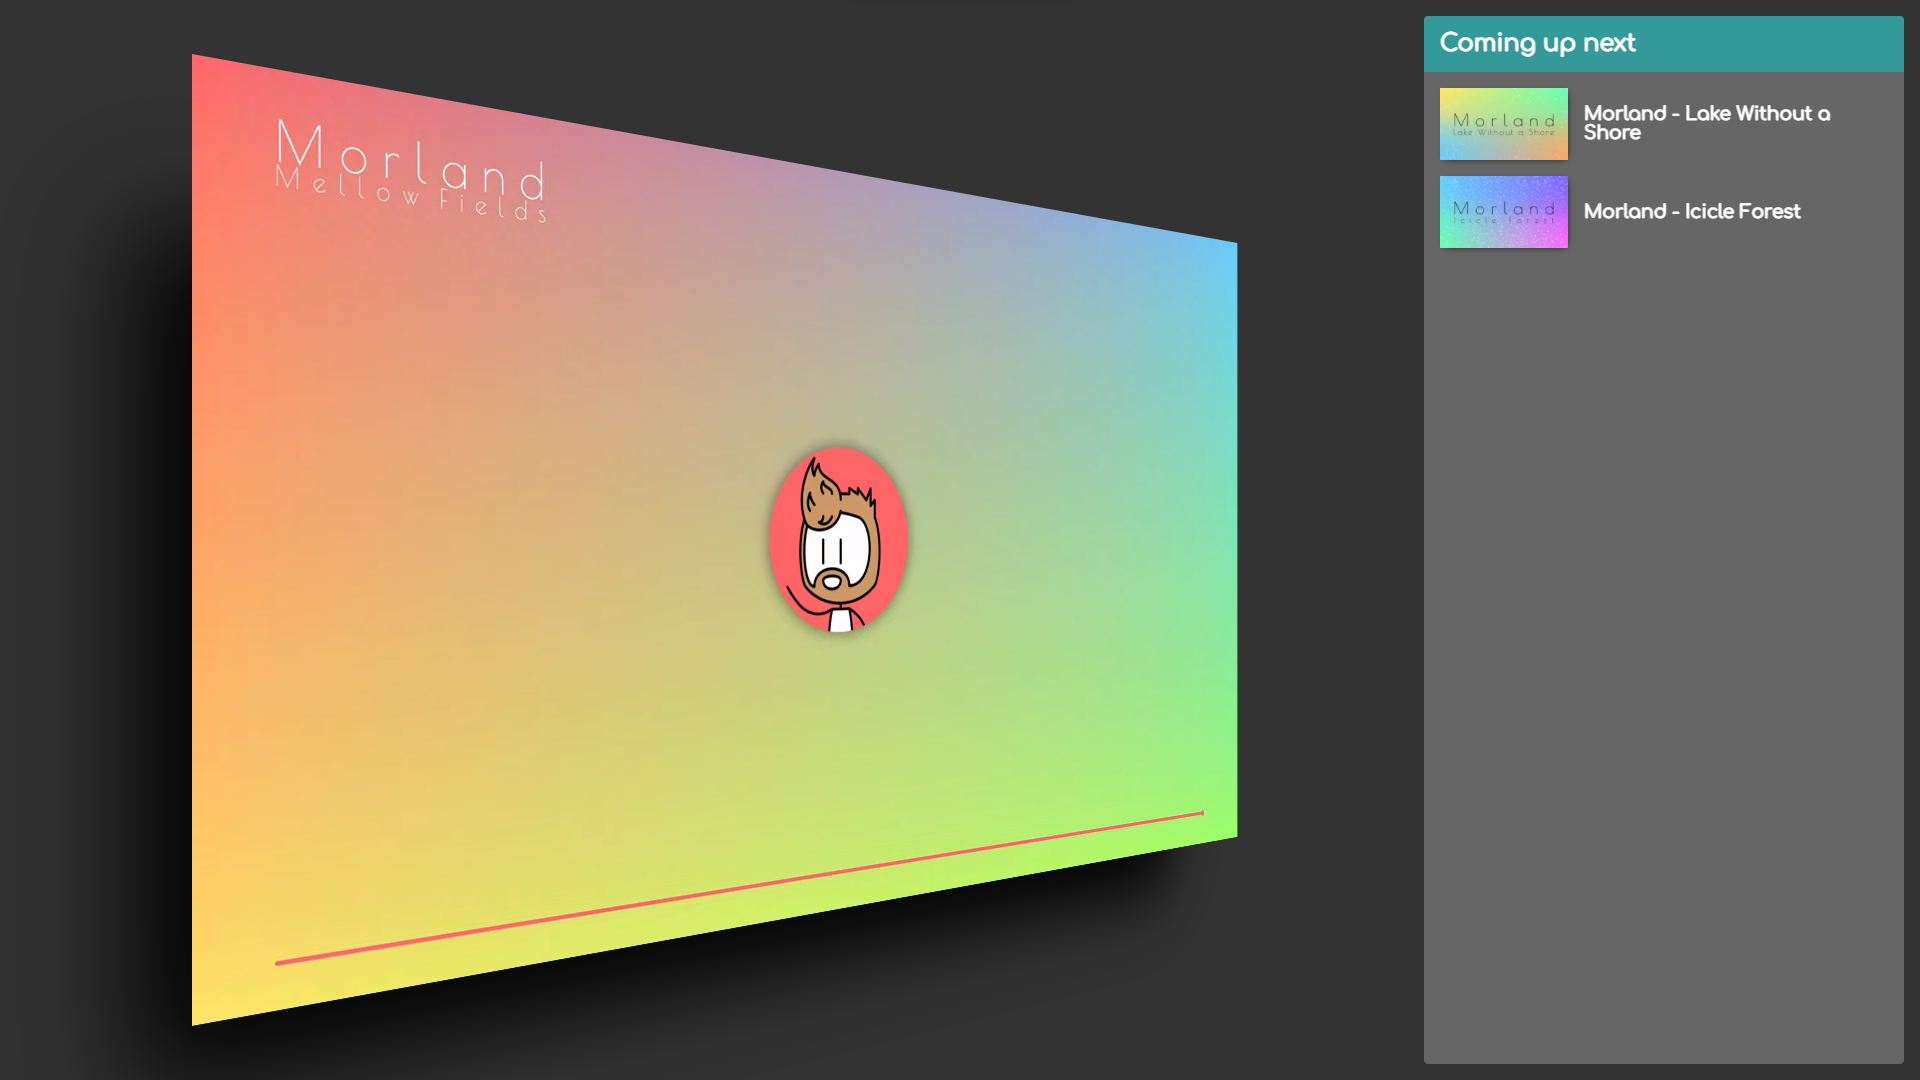 Morland
Mellow Fields
Coming up next
Morland
Lake Without a Shore
Morland - Lake Without a
Shore
Morland
Icicle Forest
Morland - Icicle Forest